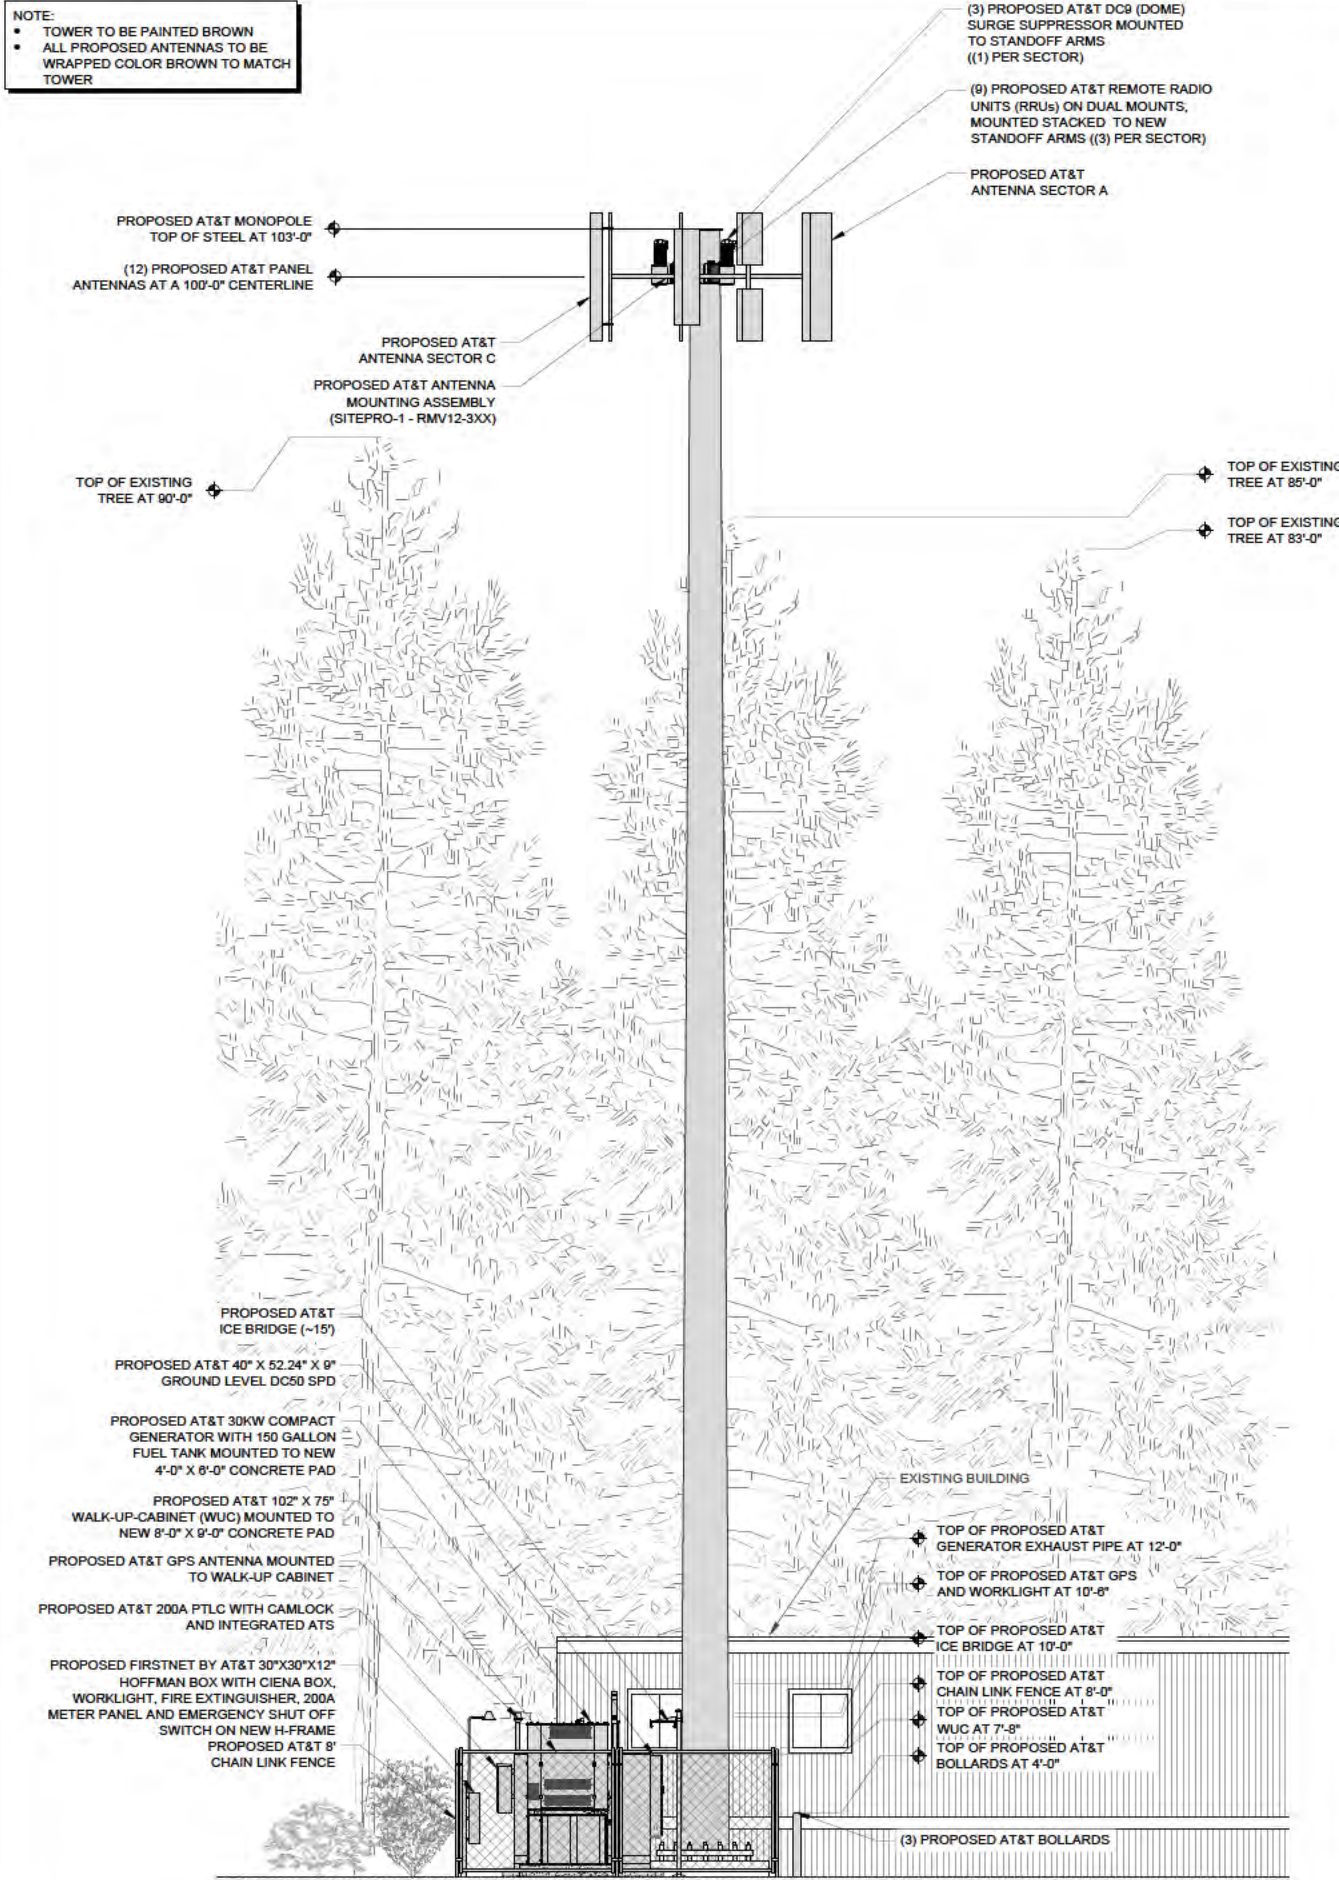 NOTE:
• TOWER TO BE PAINTED BROWN
• ALL PROPOSED ANTENNAS TO BE
WRAPPED COLOR BROWN TO MATCH
TOWER
(3) PROPOSED AT&T DC9 (DOME)
SURGE SUPPRESSOR MOUNTED
TO STANDOFF ARMS
((1) PER SECTOR)
(9) PROPOSED AT&T REMOTE RADIO
UNITS (RRUs) ON DUAL MOUNTS,
MOUNTED STACKED TO NEW
STANDOFF ARMS ((3) PER SECTOR)
PROPOSED AT&T
ANTENNA SECTOR A
PROPOSED AT&T MONOPOLE
TOP OF STEEL AT 103'-0"
(12) PROPOSED AT&T PANEL
ANTENNAS AT A 100'-0" CENTERLINE
PROPOSED AT&T
ANTENNA SECTOR C
PROPOSED AT&T ANTENNA
MOUNTING ASSEMBLY
(SITEPRO-1 - RMV12-3XX)
TOP OF EXISTING
TREE AT 90'-0"
TOP OF EXISTING
TREE AT 85'-0"
TOP OF EXISTING
TREE AT 83'-0"
PROPOSED AT&T
ICE BRIDGE (~15')
PROPOSED AT&T 40" X 52.24" X 9"
GROUND LEVEL DC50 SPD
PROPOSED AT&T 30KW COMPACT
GENERATOR WITH 150 GALLON
FUEL TANK MOUNTED TO NEW
4'-0" X 6'-0" CONCRETE PAD
PROPOSED AT&T 102" X 75"
WALK-UP-CABINET (WUC) MOUNTED TO
NEW 8'-0" X 9'-0" CONCRETE PAD
PROPOSED AT&T GPS ANTENNA MOUNTED
TO WALK-UP CABINET
PROPOSED AT&T 200A PTLC WITH CAMLOCK
AND INTEGRATED ATS
PROPOSED FIRSTNET BY AT&T 30"X30"X12"
HOFFMAN BOX WITH CIENA BOX,
WORKLIGHT, FIRE EXTINGUISHER, 200A
METER PANEL AND EMERGENCY SHUT OFF
SWITCH ON NEW H-FRAME
PROPOSED AT&T 8'
CHAIN LINK FENCE
EXISTING BUILDING
TOP OF PROPOSED AT&T
GENERATOR EXHAUST PIPE AT 12'-0"
TOP OF PROPOSED AT&T GPS
AND WORKLIGHT AT 10'-6"
TOP OF PROPOSED AT&T
ICE BRIDGE AT 10'-0"
TOP OF PROPOSED AT&T
CHAIN LINK FENCE AT 8'-0"
TOP OF PROPOSED AT&T
WUC AT 7'-8"
TOP OF PROPOSED AT&T
BOLLARDS AT 4'-0"
(3) PROPOSED AT&T BOLLARDS